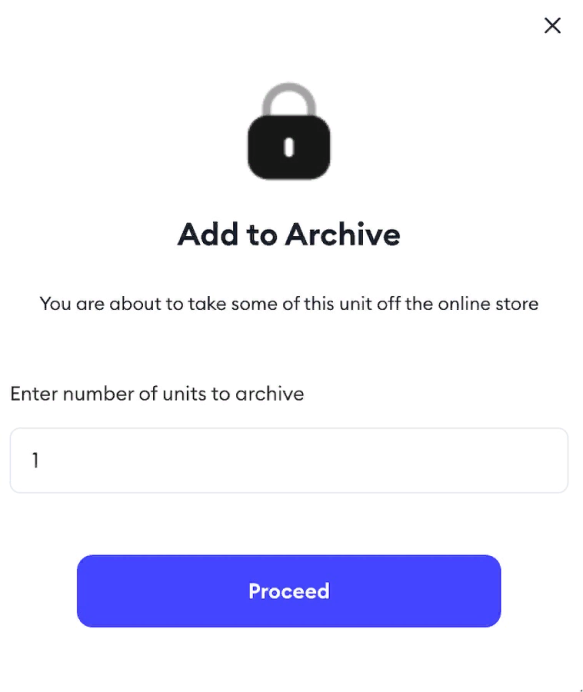 Add to Archive
You are about to take some of this unit off the online store
Enter number of units to archive
1
Proceed